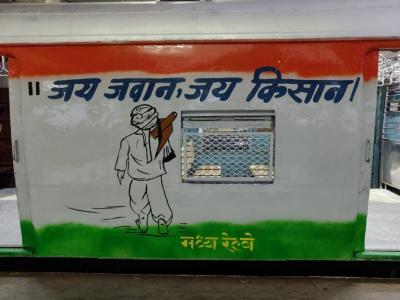 ॥ जय जवान, जय किसान।
मध्य रेल्वे